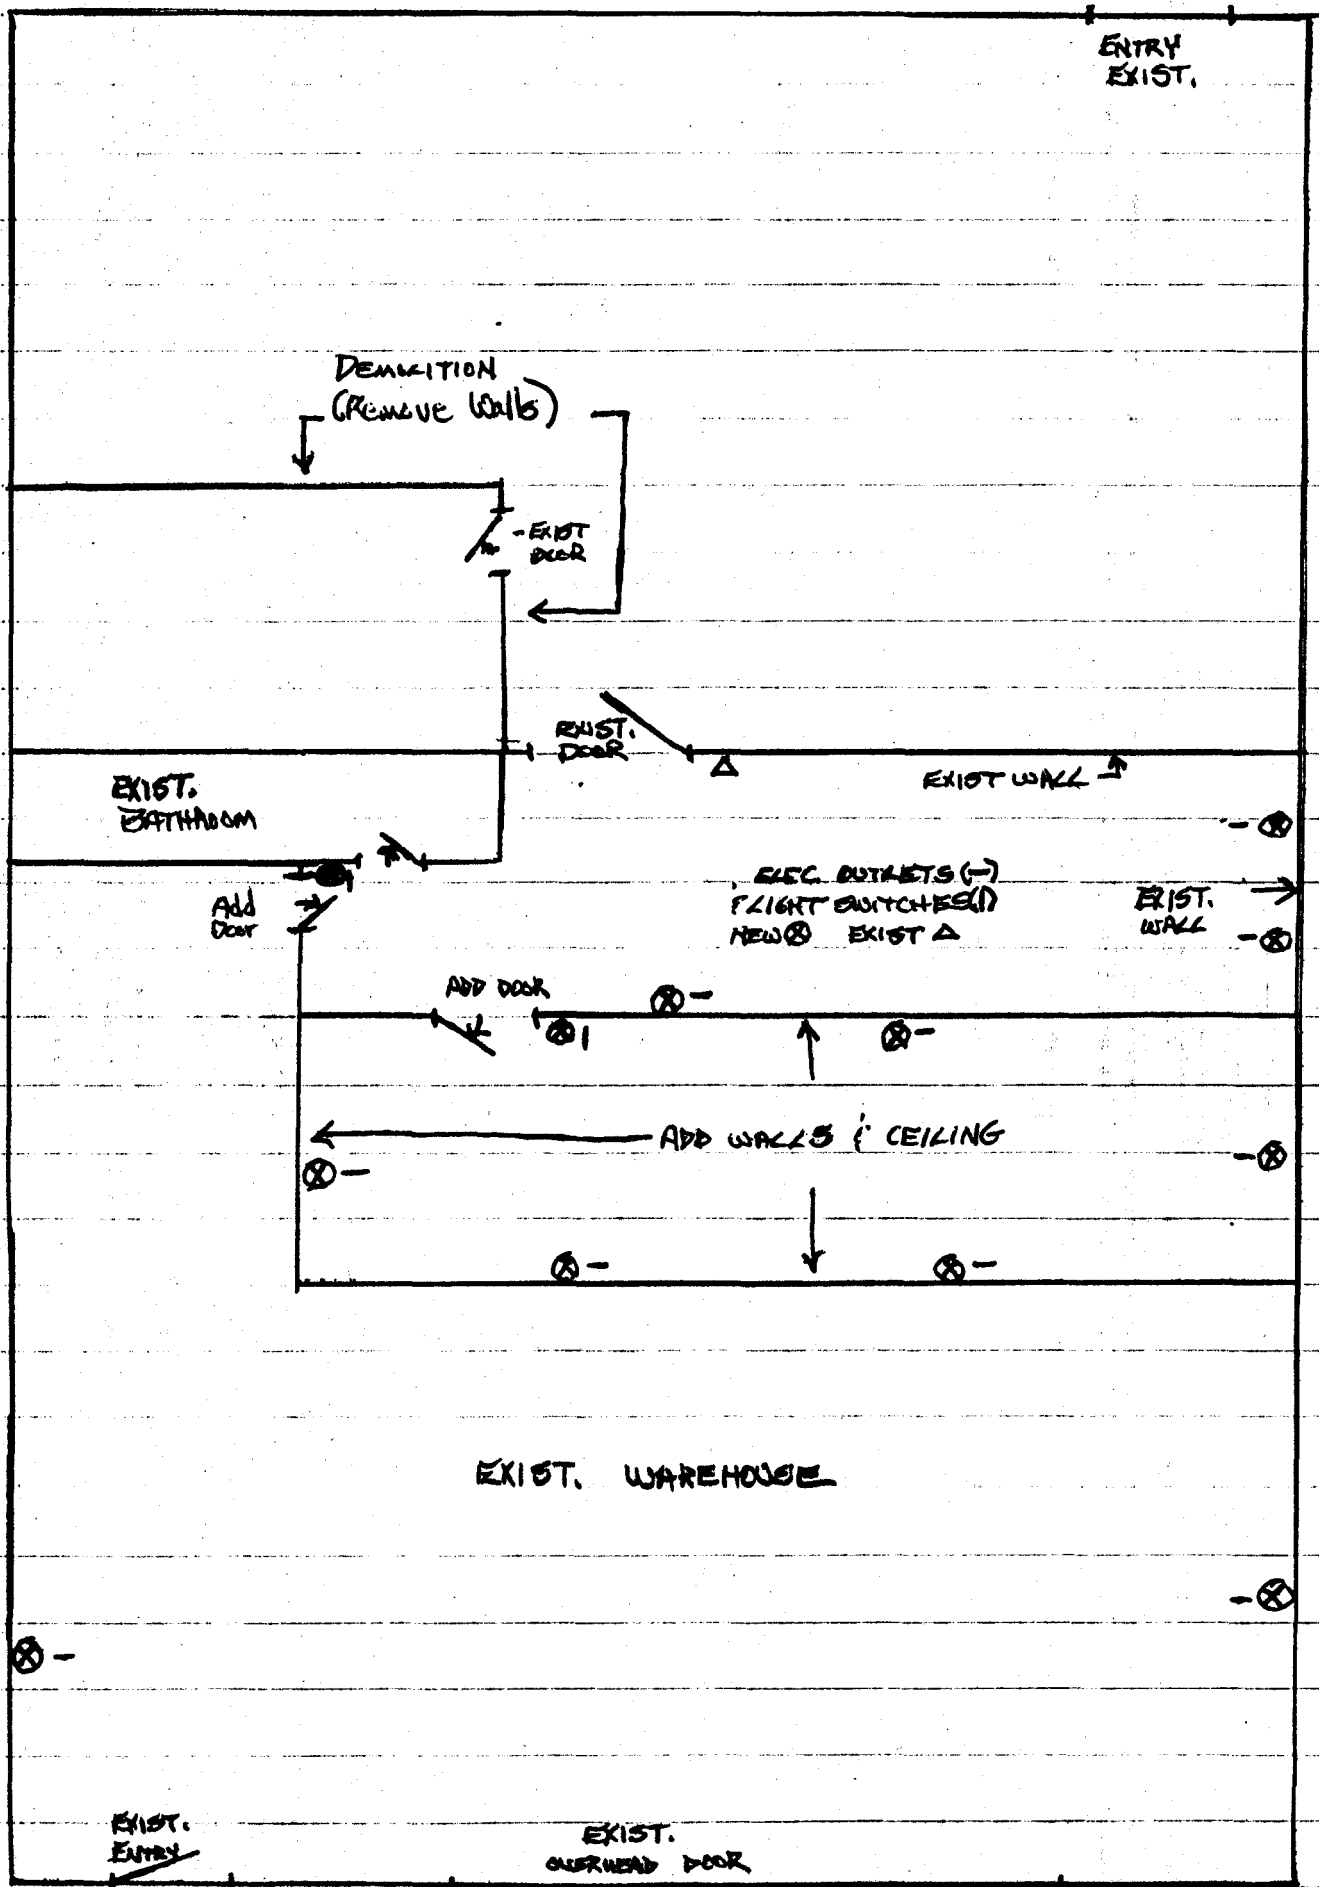 ENTRY
EXIST.
DEMOLITION
(REMOVE Walls)
- EXIST
DOOR
EXIST.
DOOR
EXIST WALL
EXIST.
BATHROOM
ELEC. OUTLETS (-)
LIGHT SWITCHES (|)
NEW ⊗ EXIST △
EXIST.
WALL
Add
Door
ADD DOOR
ADD WALLS & CEILING
EXIST. WAREHOUSE
EXIST.
ENTRY
EXIST.
OVERHEAD DOOR